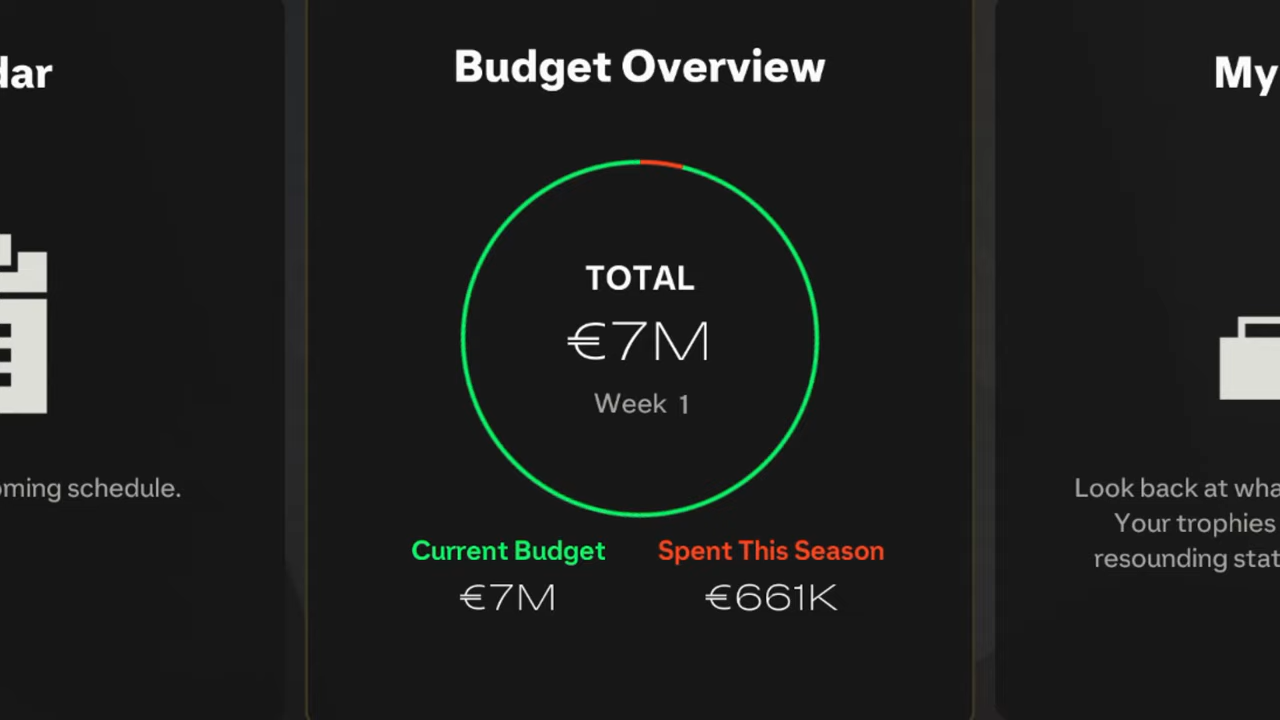 dar
Budget Overview
My
TOTAL
€7M
Week 1
oming schedule.
Look back at wha
Your trophies
resounding stat
Current Budget
Spent This Season
€7M
€661K